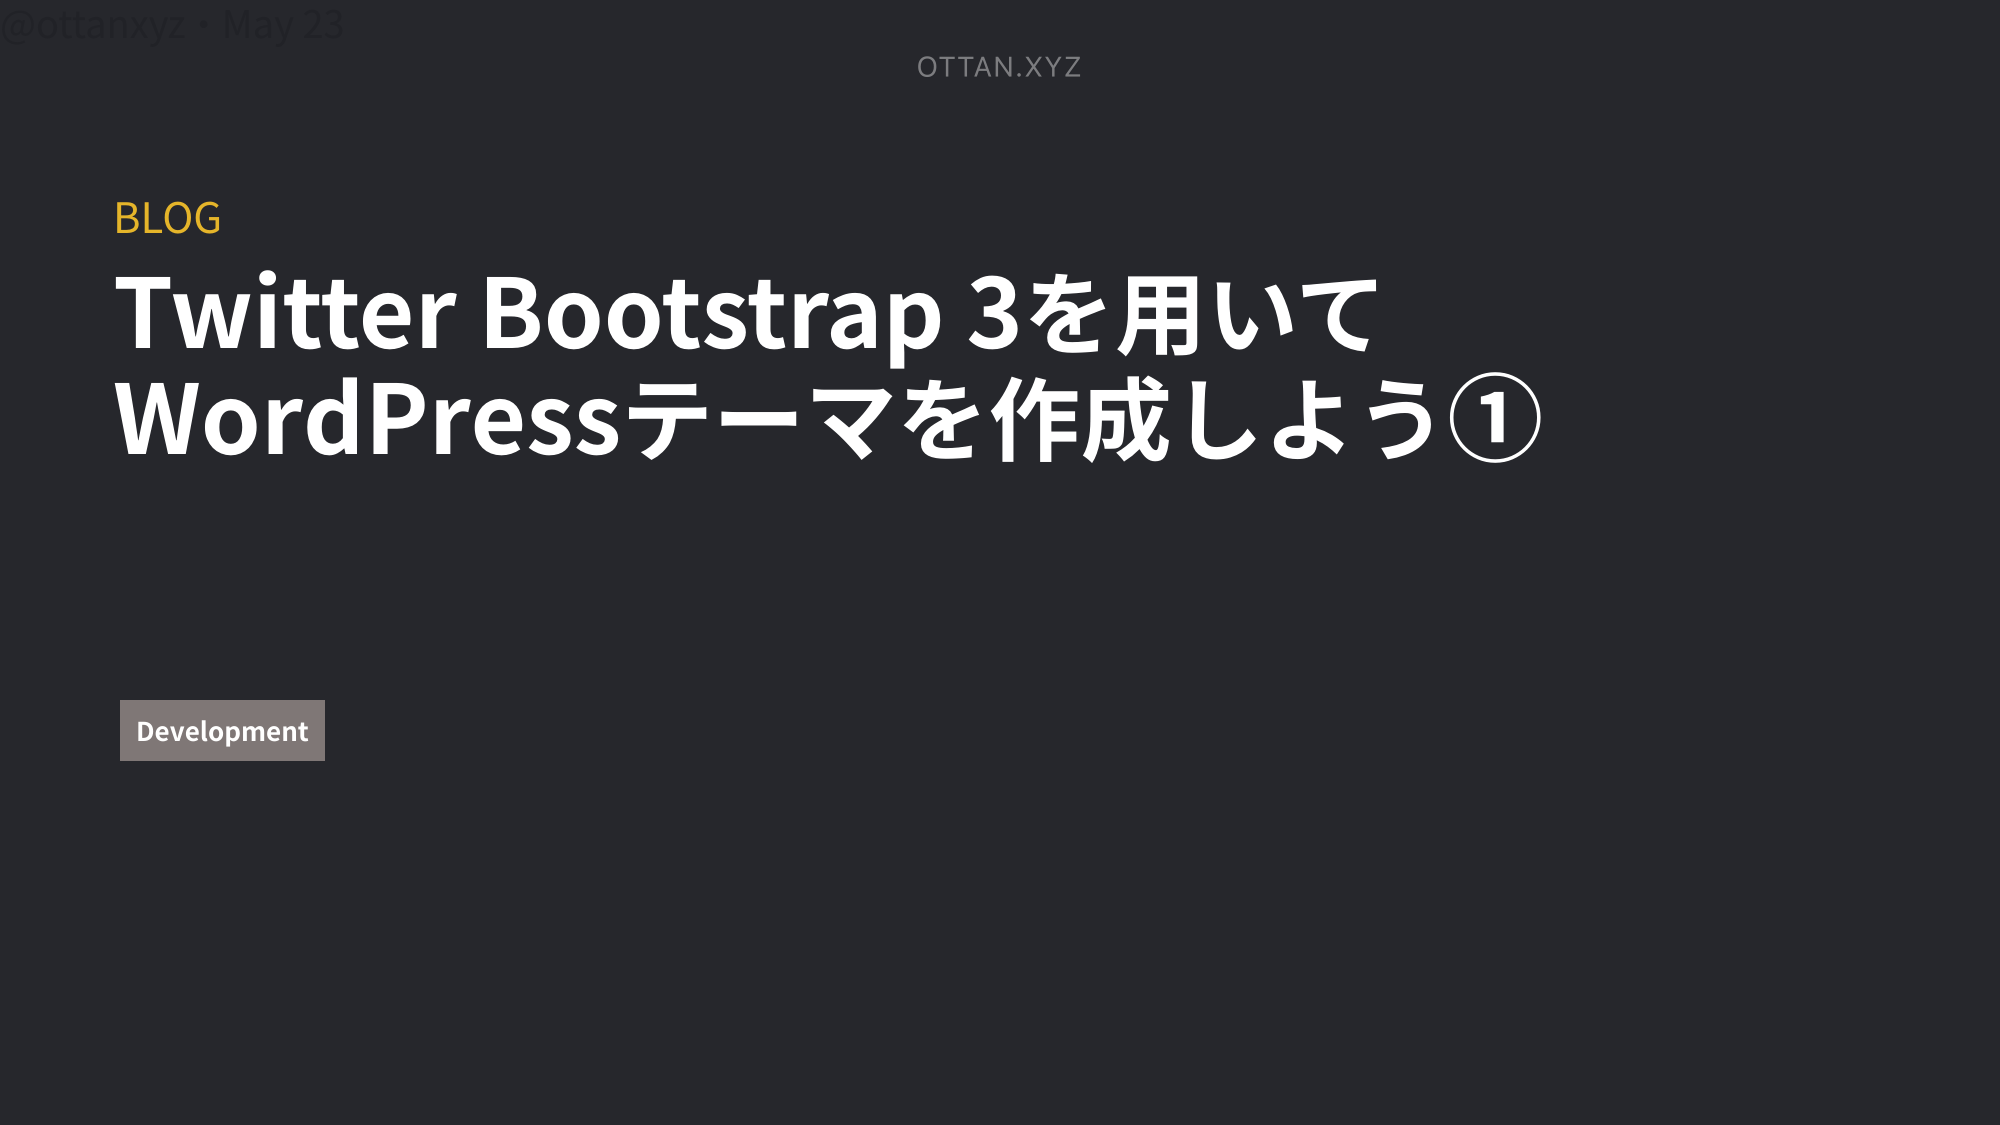 @ottanxyz・May 23
OTTAN.XYZ
BLOG
Twitter Bootstrap 3を用いて
WordPressテーマを作成しよう①
Development